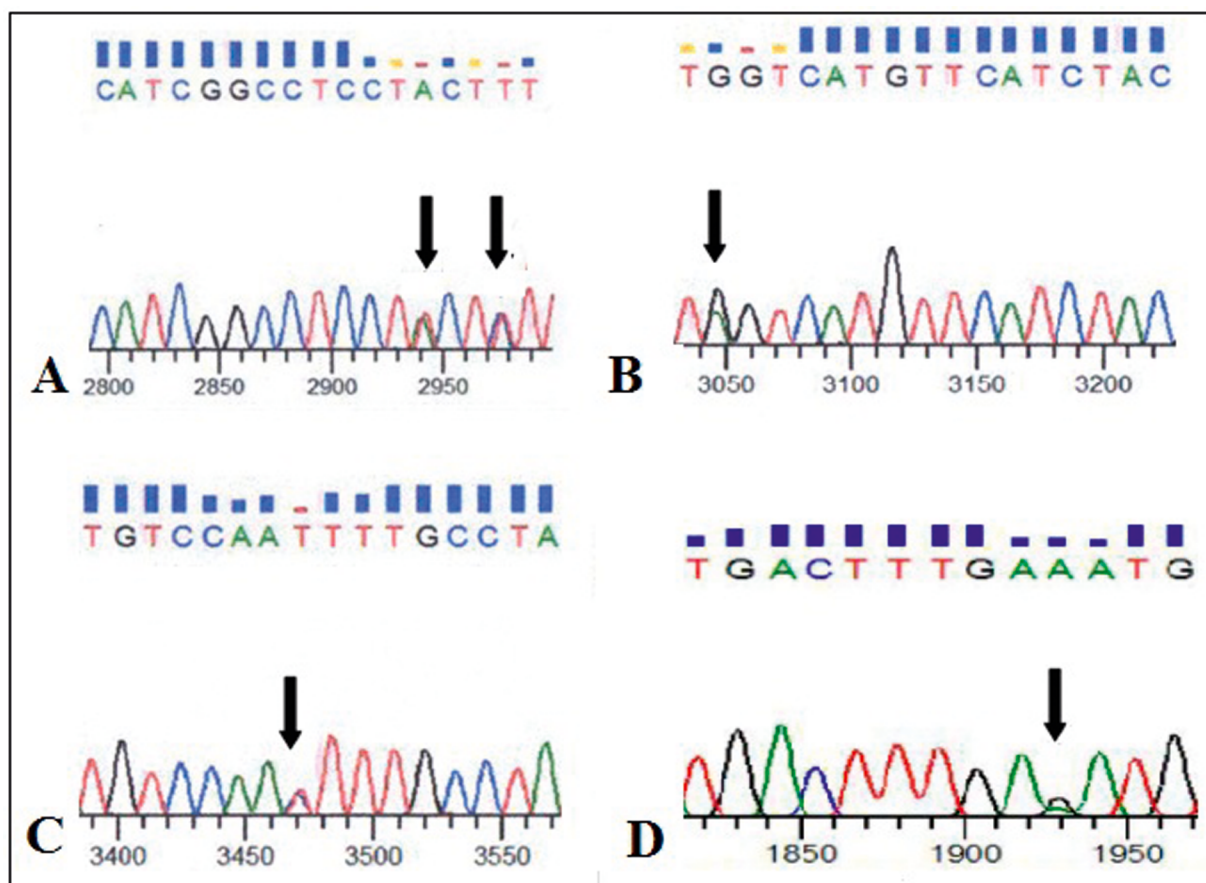 CATCGGCCTCCTACTTT
A
2800 2850 2900 2950
TGGTCATGTTCATCTAC
B
3050 3100 3150 3200
TGTCCAATTTTGCCTA
C
3400 3450 3500 3550
TGACTTTGAAATG
D
1850 1900 1950